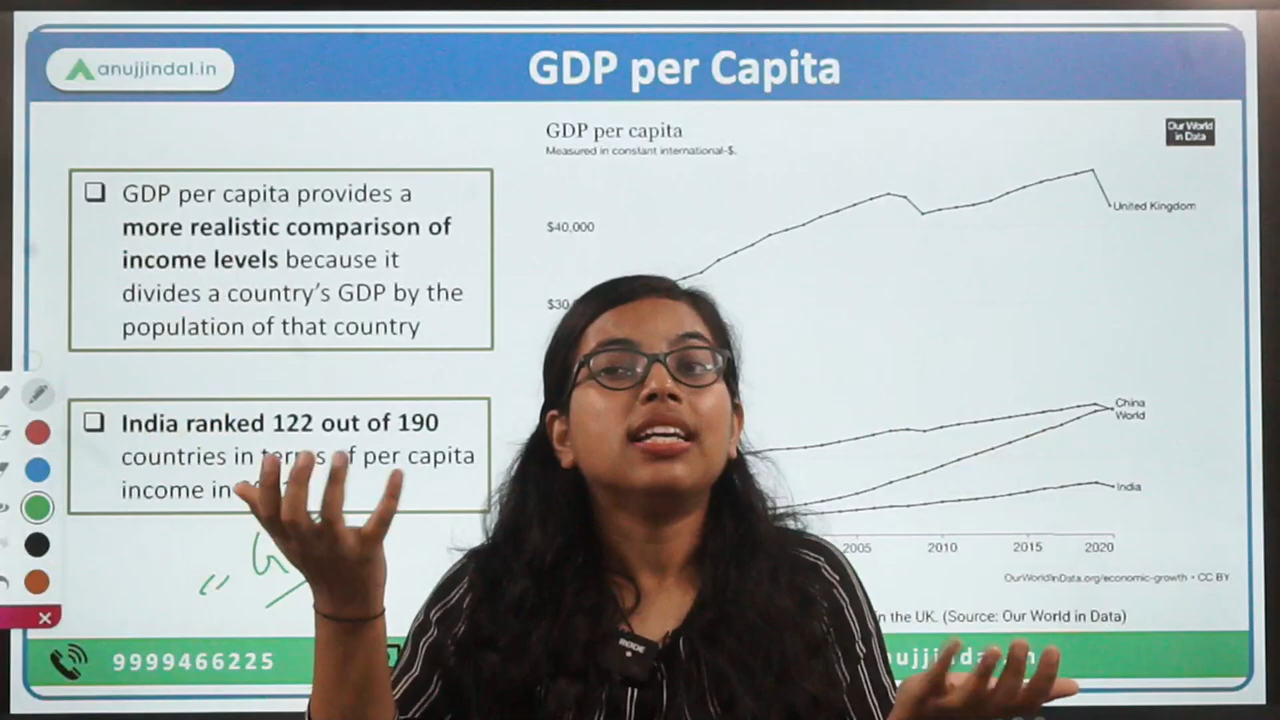 anujjindal.in
GDP per Capita
GDP per capita provides a
more realistic comparison of
income levels because it
divides a country's GDP by the
population of that country
India ranked 122 out of 190
countries in terms of per capita
income in
GDP per capita
Measured in constant international-$.
Our World
in Data
$40,000
United Kingdom
China
World
India
2005 2010 2015 2020
OurWorldInData.org/economic-growth • CC BY
in the UK. (Source: Our World in Data)
9999466225
RODE